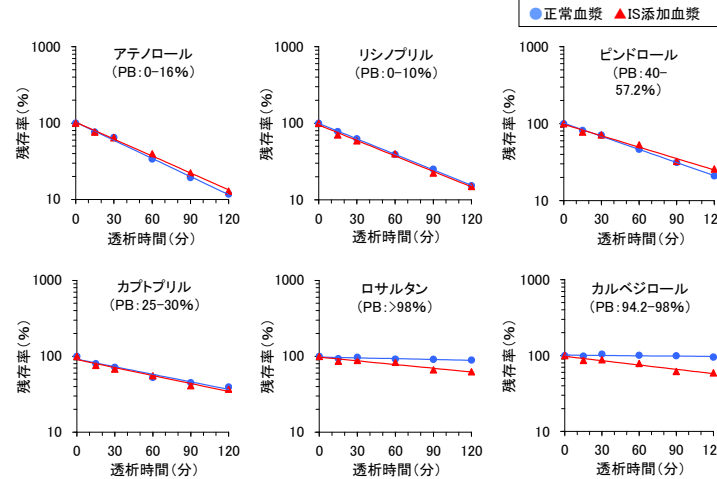 ●正常血漿 ▲IS添加血漿
アテノロール
(PB:0-16%)
残存率(%)
1000
100
10
0 30 60 90 120
透析時間(分)
リシノプリル
(PB:0-10%)
残存率(%)
1000
100
10
0 30 60 90 120
透析時間(分)
ピンドロール
(PB:40-
57.2%)
残存率(%)
1000
100
10
0 30 60 90 120
透析時間(分)
カプトプリル
(PB:25-30%)
残存率(%)
1000
100
10
0 30 60 90 120
透析時間(分)
ロサルタン
(PB:>98%)
残存率(%)
1000
100
10
0 30 60 90 120
透析時間(分)
カルベジロール
(PB:94.2-98%)
残存率(%)
1000
100
10
0 30 60 90 120
透析時間(分)